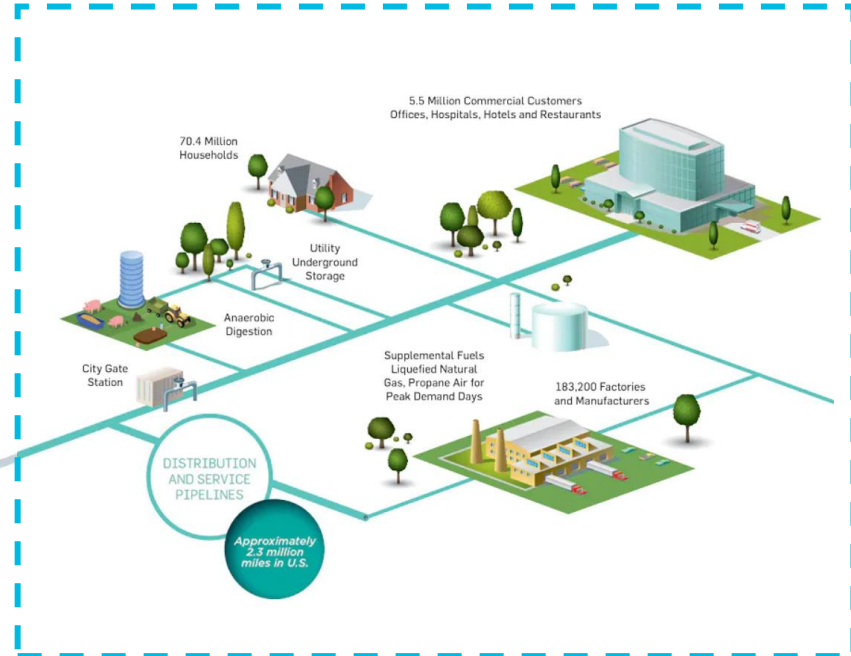 5.5 Million Commercial Customers
Offices, Hospitals, Hotels and Restaurants
70.4 Million
Households
Utility
Underground
Storage
Anaerobic
Digestion
City Gate
Station
Supplemental Fuels
Liquefied Natural
Gas, Propane Air for
Peak Demand Days
183,200 Factories
and Manufacturers
DISTRIBUTION
AND SERVICE
PIPELINES
Approximately
2.3 million
miles in U.S.